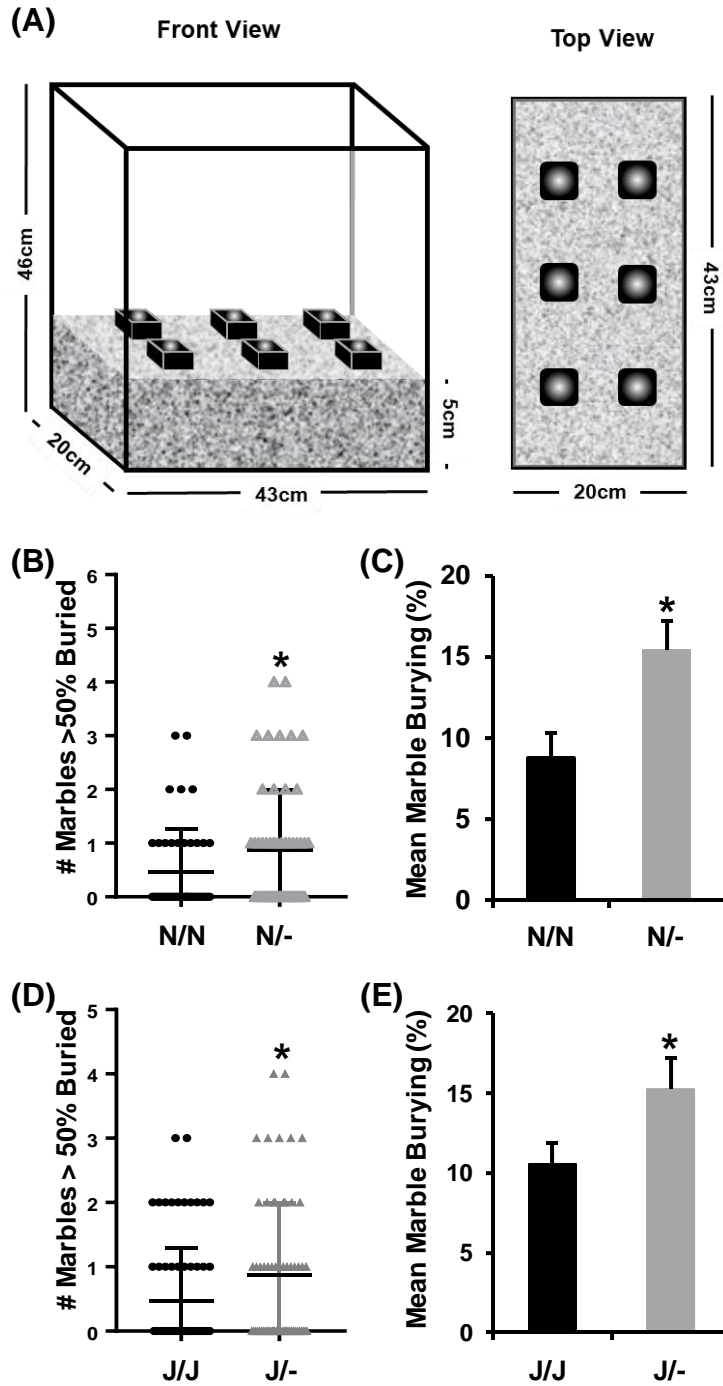 (A)
Front View
Top View
46cm
20cm
43cm
5cm
43cm
20cm
(B)
# Marbles >50% Buried
6
5
4
3
2
1
0
*
N/N
N/-
(C)
Mean Marble Burying (%)
20
15
10
5
0
*
N/N
N/-
(D)
# Marbles > 50% Buried
5
4
3
2
1
0
*
J/J
J/-
(E)
Mean Marble Burying (%)
20
15
10
5
0
*
J/J
J/-